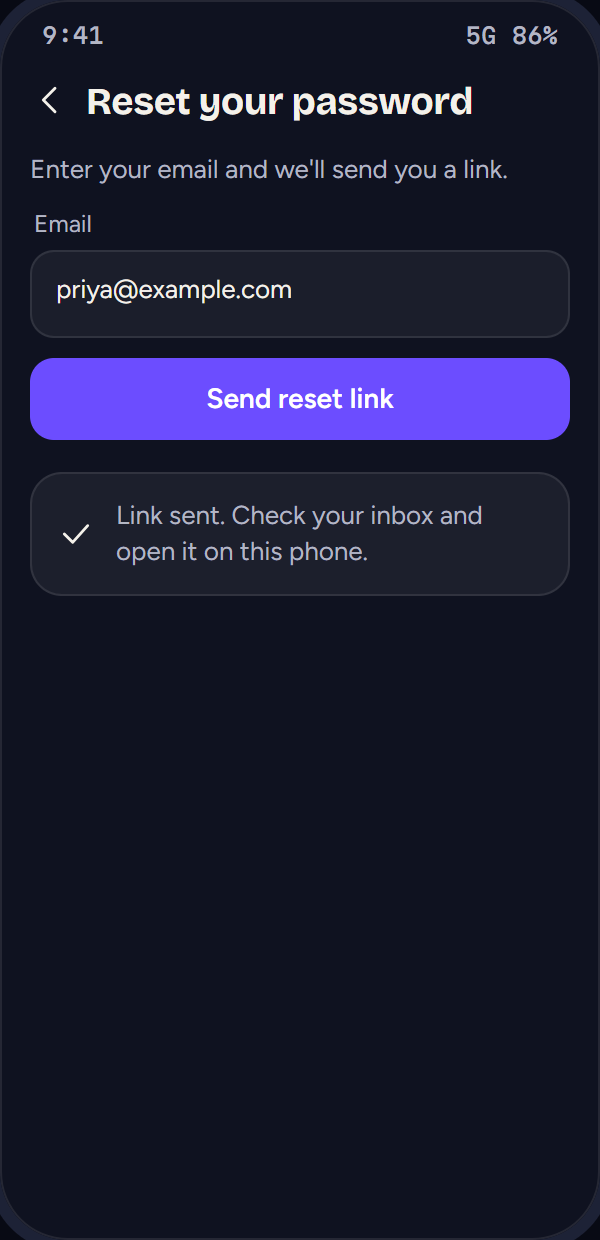 9:41 5G 86%
Reset your password
Enter your email and we'll send you a link.
Email
priya@example.com
Send reset link
Link sent. Check your inbox and
open it on this phone.